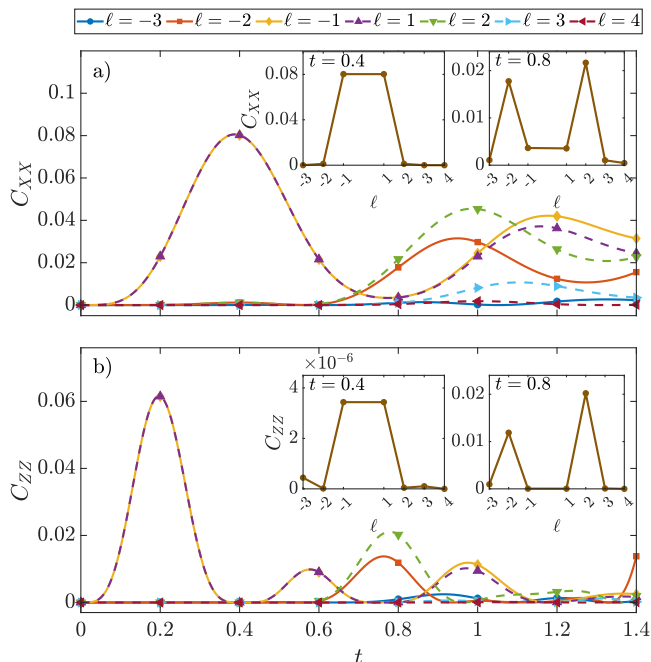 ℓ = −3 ℓ = −2 ℓ = −1 ℓ = 1 ℓ = 2 ℓ = 3 ℓ = 4
a)
C_XX
0.1
0.08
0.06
0.04
0.02
0
t = 0.4
C_XX
0.08
0.04
0
-3 -2 -1 1 2 3 4
ℓ
t = 0.8
0.02
0.01
0
-3 -2 -1 1 2 3 4
ℓ
b)
C_ZZ
0.06
0.04
0.02
0
×10⁻⁶
t = 0.4
C_ZZ
4
2
0
-3 -2 -1 1 2 3 4
ℓ
t = 0.8
0.02
0.01
0
-3 -2 -1 1 2 3 4
ℓ
0 0.2 0.4 0.6 0.8 1 1.2 1.4
t